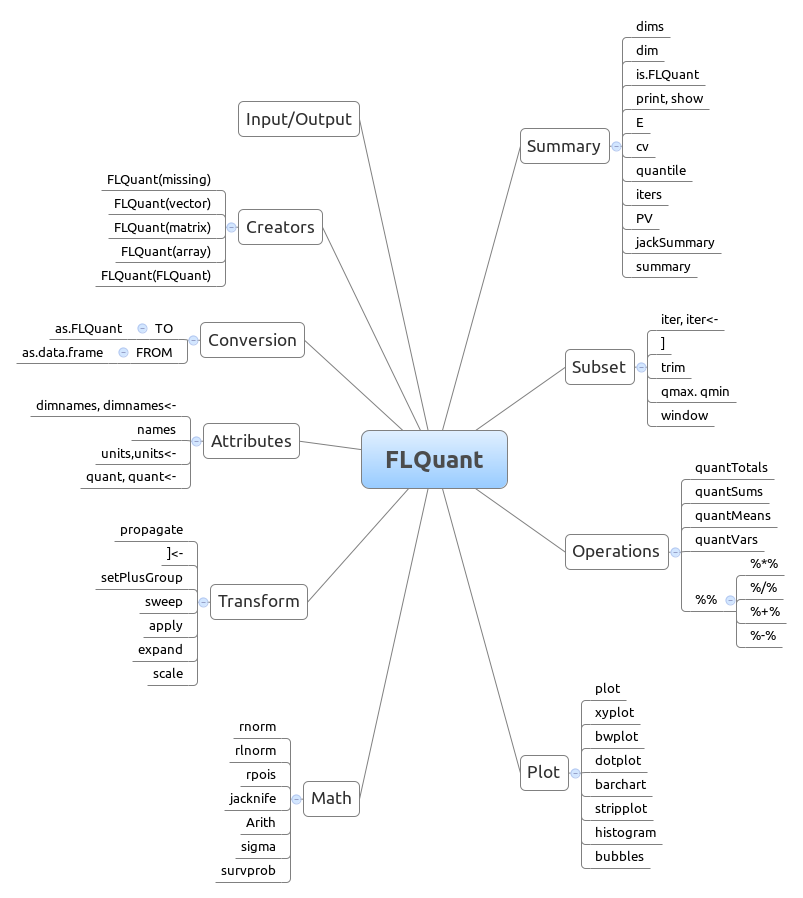 FLQuant
Input/Output
Creators
FLQuant(missing)
FLQuant(vector)
FLQuant(matrix)
FLQuant(array)
FLQuant(FLQuant)
Conversion
TO
as.FLQuant
FROM
as.data.frame
Attributes
dimnames, dimnames<-
names
units,units<-
quant, quant<-
Transform
propagate
]<-
setPlusGroup
sweep
apply
expand
scale
Math
rnorm
rlnorm
rpois
jacknife
Arith
sigma
survprob
Summary
dims
dim
is.FLQuant
print, show
E
cv
quantile
iters
PV
jackSummary
summary
Subset
iter, iter<-
]
trim
qmax. qmin
window
Operations
quantTotals
quantSums
quantMeans
quantVars
%%
%*%
%/%
%+%
%-%
Plot
plot
xyplot
bwplot
dotplot
barchart
stripplot
histogram
bubbles